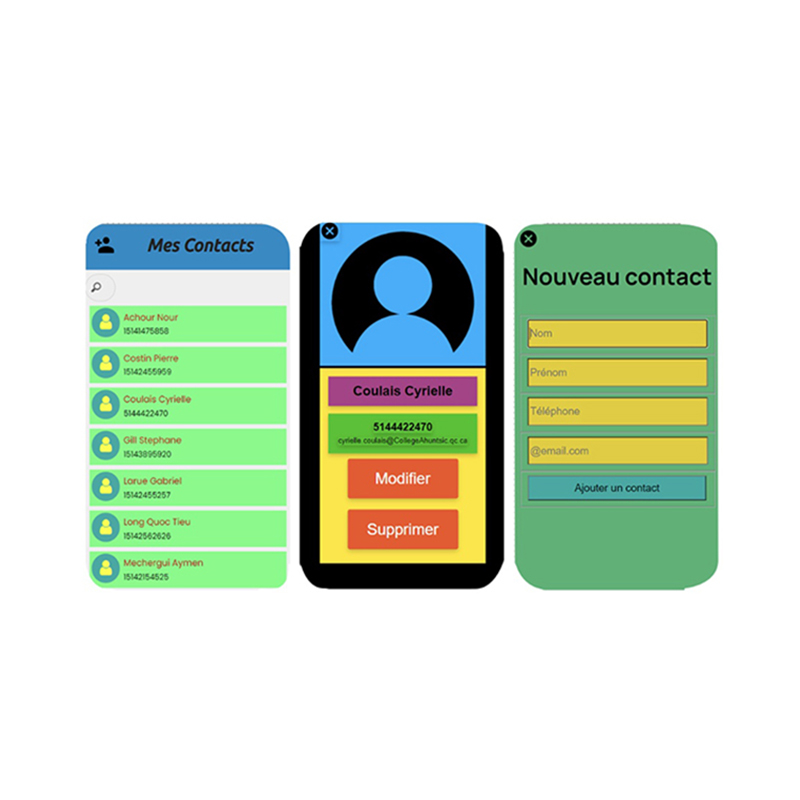 Mes Contacts
Achour Nour
15141475858
Costin Pierre
15142455959
Coulais Cyrielle
5144422470
Gill Stephane
15143895920
Larue Gabriel
15142455257
Long Quoc Tieu
15142562626
Mechergui Aymen
15142154525
Coulais Cyrielle
5144422470
cyrielle.coulais@CollegeAhuntsic.qc.ca
Modifier
Supprimer
Nouveau contact
Nom
Prénom
Téléphone
@email.com
Ajouter un contact